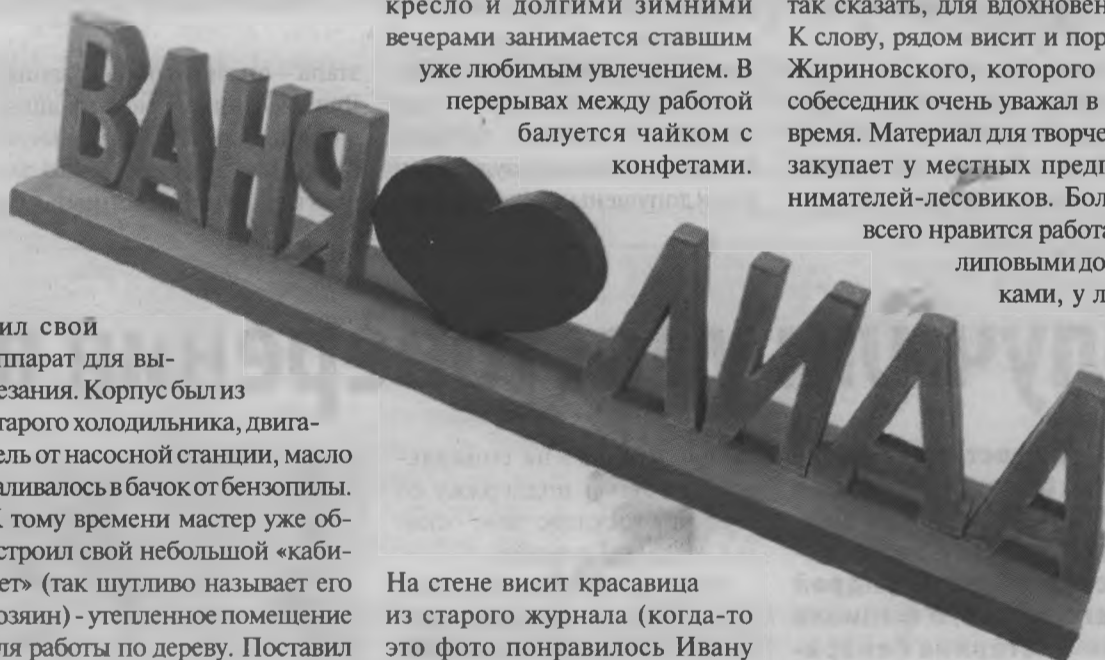 ВАНЯ ЛИДА
ил свои
ппарат для вы-
езания. Корпус был из
тарого холодильника, двига-
ель от насосной станции, масло
аливалось в бачок от бензопилы.
К тому времени мастер уже об-
строил свой небольшой «каби-
ет» (так шутливо называет его
озяин) - утепленное помещение
ля работы по дереву. Поставил
кресло и долгими зимними
вечерами занимается ставшим
уже любимым увлечением. В
перерывах между работой
балуется чайком с
конфетами.
На стене висит красавица
из старого журнала (когда-то
это фото понравилось Ивану
так сказать, для вдохновен
К слову, рядом висит и пор
Жириновского, которого
собеседник очень уважал в
время. Материал для творче
закупает у местных предп
нимателей-лесовиков. Бол
всего нравится работа
липовыми до
ками, у л